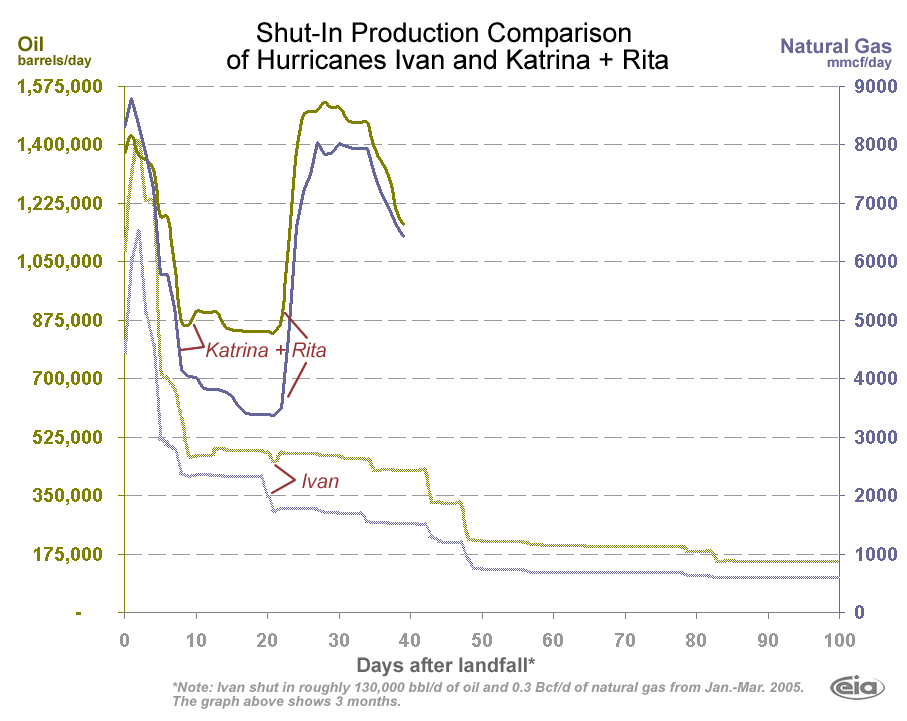 Shut-In Production Comparison
of Hurricanes Ivan and Katrina + Rita
Oil
barrels/day
Natural Gas
mmcf/day
1,575,000
1,400,000
1,225,000
1,050,000
875,000
700,000
525,000
350,000
175,000
-
9000
8000
7000
6000
5000
4000
3000
2000
1000
0
Katrina + Rita
Ivan
0 10 20 30 40 50 60 70 80 90 100
Days after landfall*
*Note: Ivan shut in roughly 130,000 bbl/d of oil and 0.3 Bcf/d of natural gas from Jan.-Mar. 2005.
The graph above shows 3 months.
eia